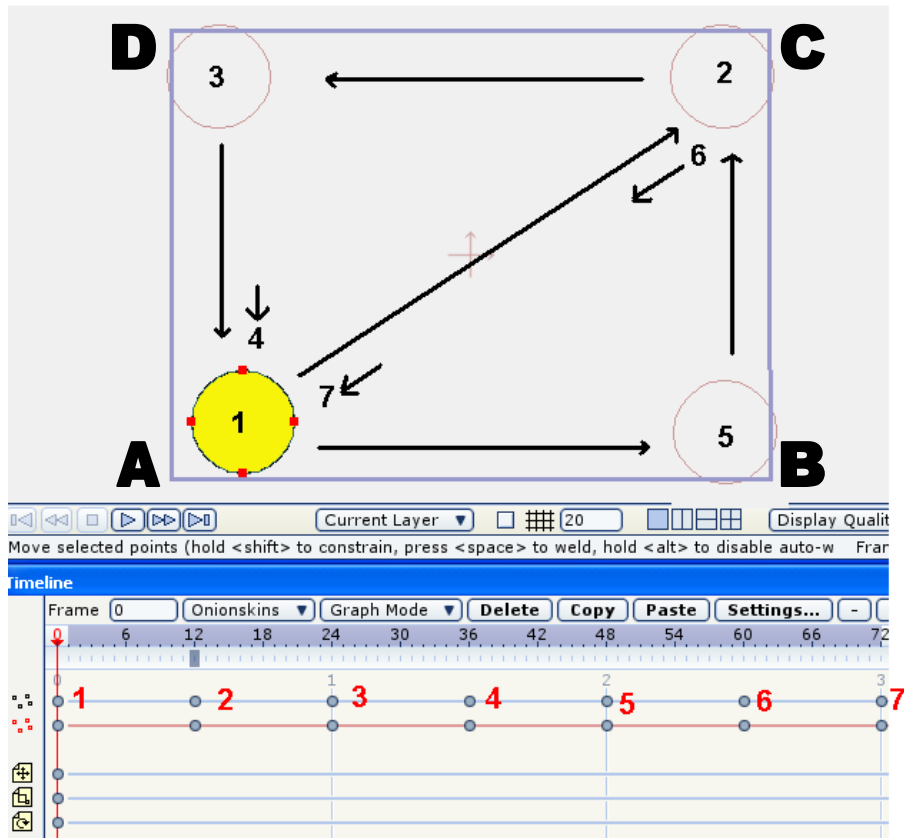 D
C
3
2
6
4
7
1
5
A
B
Current Layer
20
Display Qualit
Move selected points (hold <shift> to constrain, press <space> to weld, hold <alt> to disable auto-w Frar
Timeline
Frame 0 Onionskins Graph Mode Delete Copy Paste Settings... -
0 6 12 18 24 30 36 42 48 54 60 66 72
0 1 2 3
1 2 3 4 5 6 7